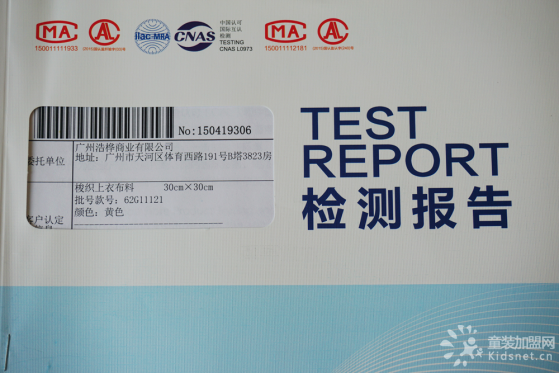 MA
AL
ilac-MRA
CNAS
中国认可
国际互认
检测
TESTING
CNAS L0973
MA
AL
150011111933
150011112181
No:150419306
广州浩桦商业有限公司
委托单位
地址：广州市天河区体育西路191号B塔3823房
梭织上衣布料 30cm×30cm
批号款号：62G11121
颜色：黄色
客户认定
TEST
REPORT
检测报告
童装加盟网
Kidsnet.cn